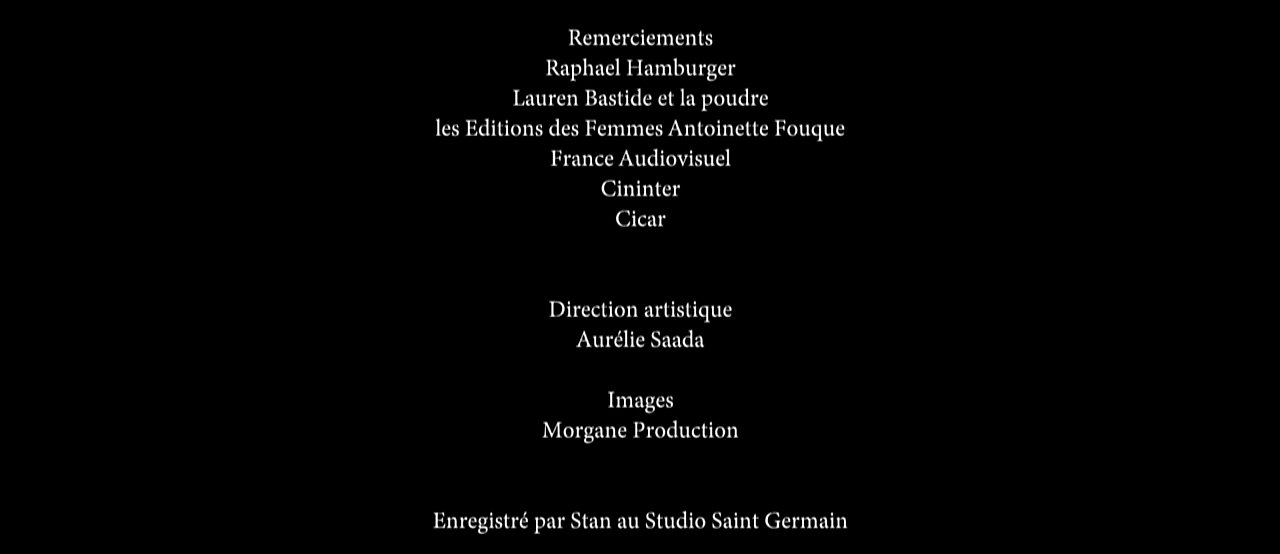 Remerciements
Raphael Hamburger
Lauren Bastide et la poudre
les Editions des Femmes Antoinette Fouque
France Audiovisuel
Cininter
Cicar
Direction artistique
Aurélie Saada
Images
Morgane Production
Enregistré par Stan au Studio Saint Germain